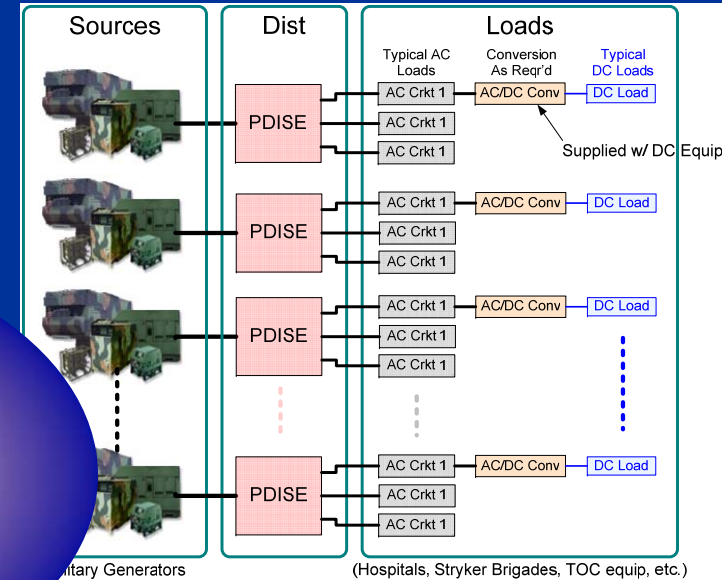 Sources
Dist
Loads
Typical AC
Loads
Conversion
As Reqr'd
Typical
DC Loads
PDISE
AC Crkt 1
AC/DC Conv
DC Load
AC Crkt 1
AC Crkt 1
Supplied w/ DC Equip
PDISE
AC Crkt 1
AC/DC Conv
DC Load
AC Crkt 1
AC Crkt 1
PDISE
AC Crkt 1
AC/DC Conv
DC Load
AC Crkt 1
AC Crkt 1
PDISE
AC Crkt 1
AC/DC Conv
DC Load
AC Crkt 1
AC Crkt 1
Generators
(Hospitals, Stryker Brigades, TOC equip, etc.)